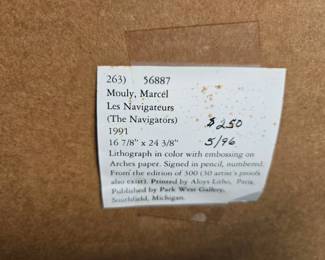 263) 56887
Mouly, Marcel
Les Navigateurs
(The Navigators) $250
1991
16 7/8" x 24 3/8" 5/96
Lithograph in color with embossing on
Arches paper. Signed in pencil, numbered.
From the edition of 300 (30 artist's proofs
also exist). Printed by Aloys Litho, Paris.
Published by Park West Gallery,
Southfield, Michigan.